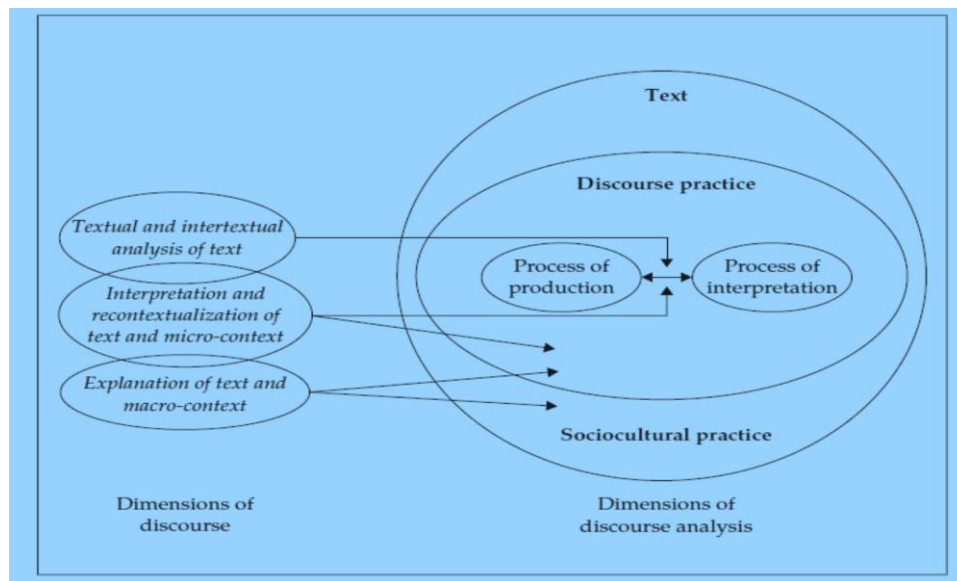 Text
Discourse practice
Textual and intertextual
analysis of text
Process of
production
Process of
interpretation
Interpretation and
recontextualization of
text and micro-context
Explanation of text and
macro-context
Sociocultural practice
Dimensions of
discourse
Dimensions of
discourse analysis